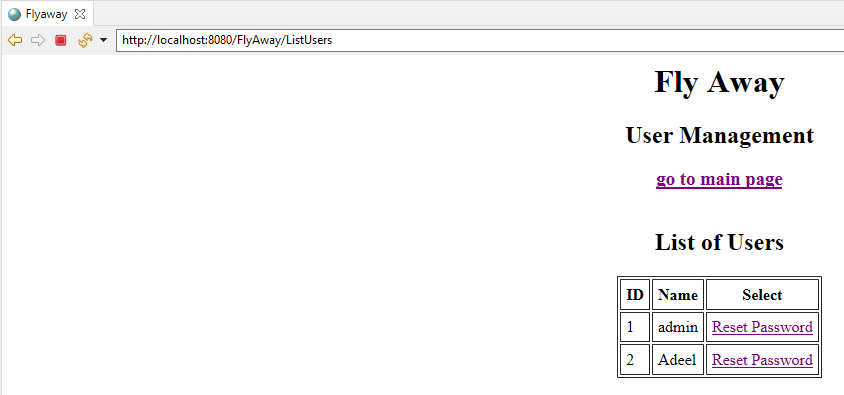 Flyaway
http://localhost:8080/FlyAway/ListUsers
Fly Away
User Management
go to main page
List of Users
ID Name Select
1 admin Reset Password
2 Adeel Reset Password